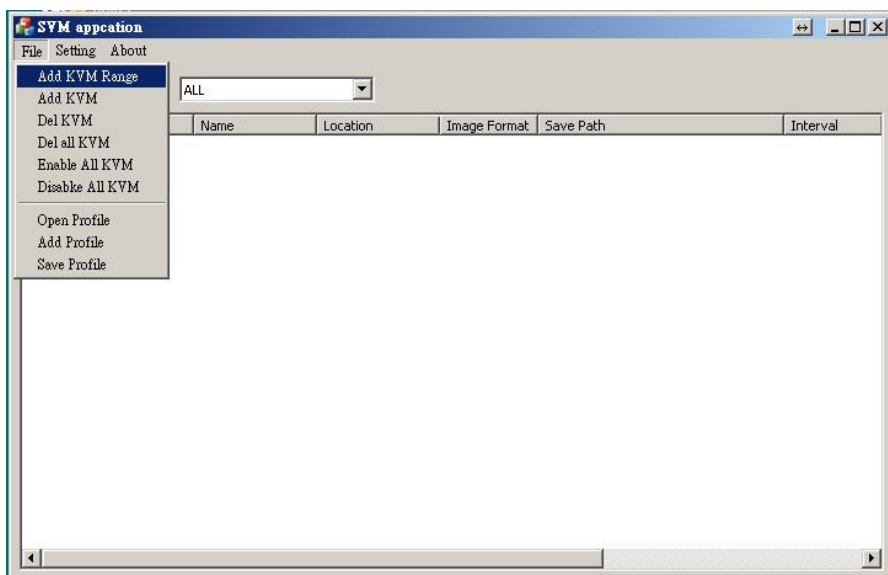 SVM appcation
File Setting About
Add KVM Range
Add KVM
Del KVM
Del all KVM
Enable All KVM
Disabke All KVM
Open Profile
Add Profile
Save Profile
ALL
Name Location Image Format Save Path Interval